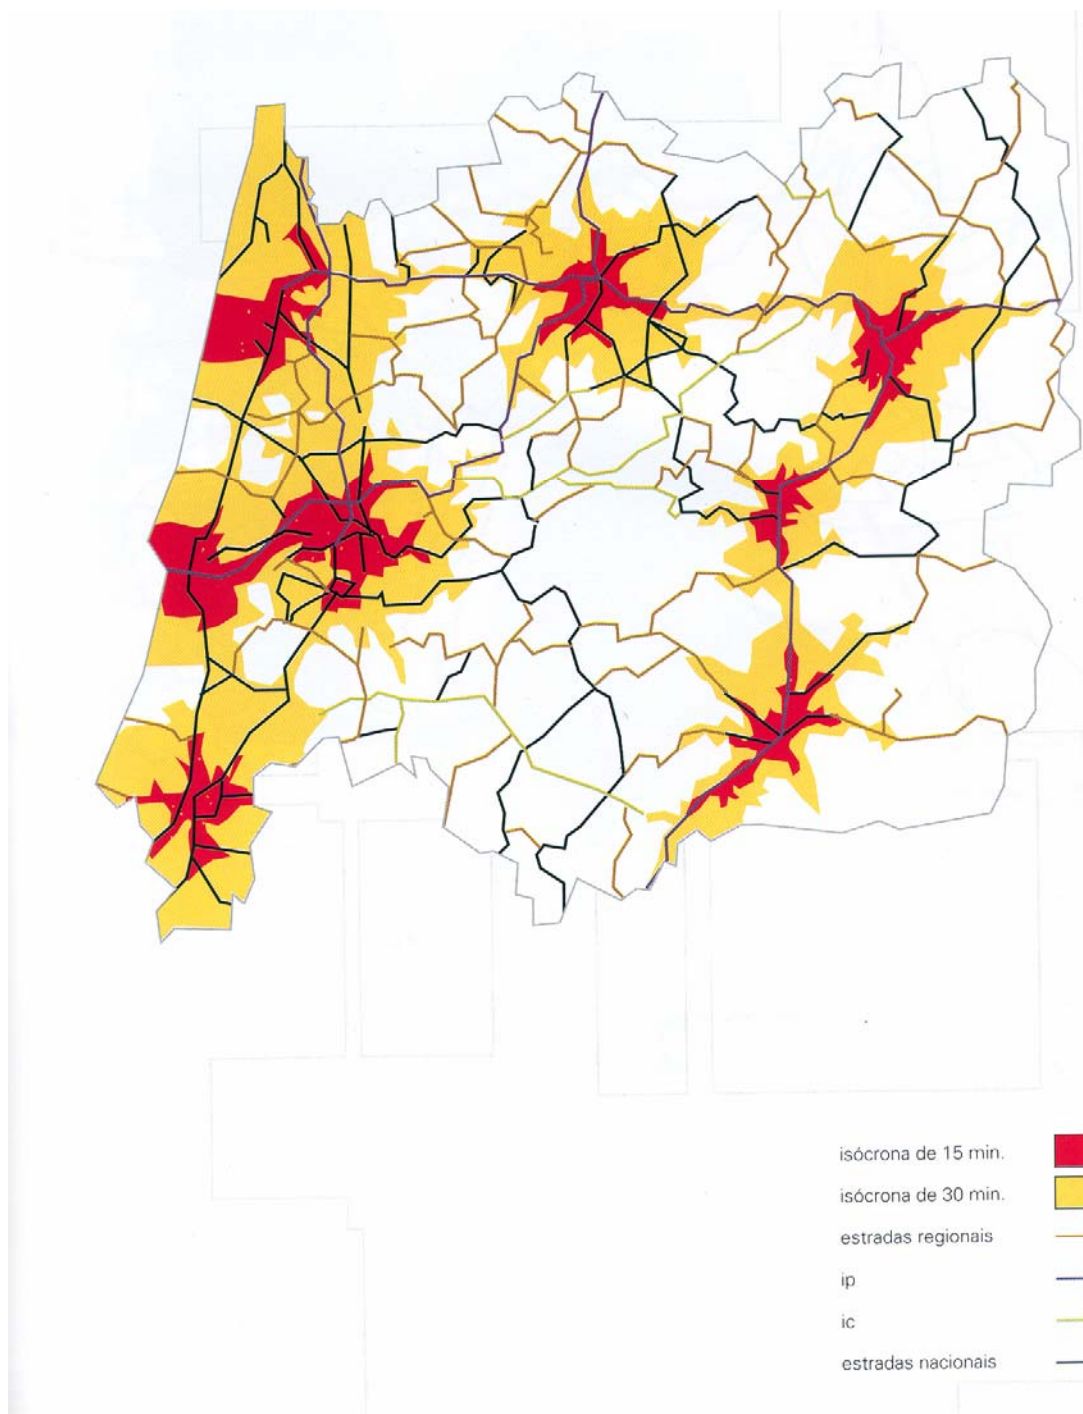 isócrona de 15 min.
isócrona de 30 min.
estradas regionais
ip
ic
estradas nacionais